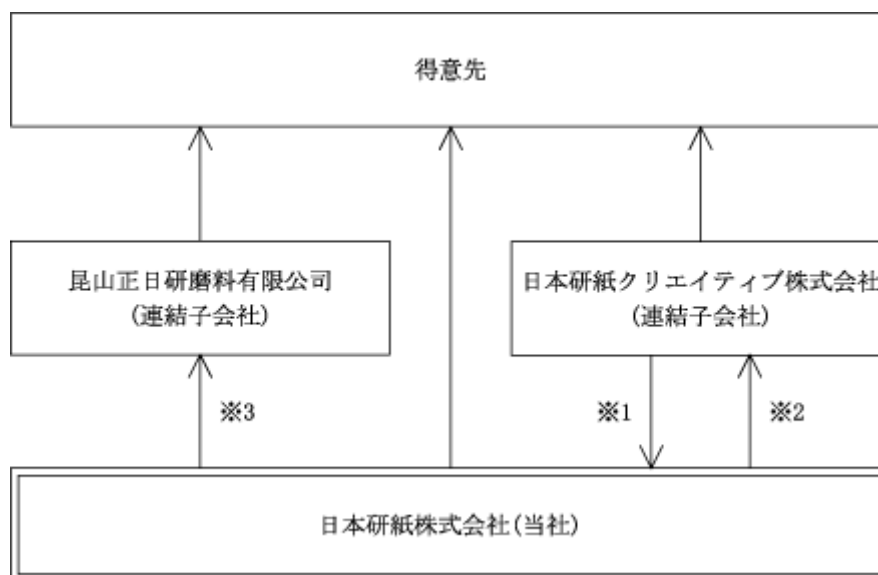 得意先
昆山正日研磨料有限公司
(連結子会社)
日本研紙クリエイティブ株式会社
(連結子会社)
※3
※1
※2
日本研紙株式会社(当社)